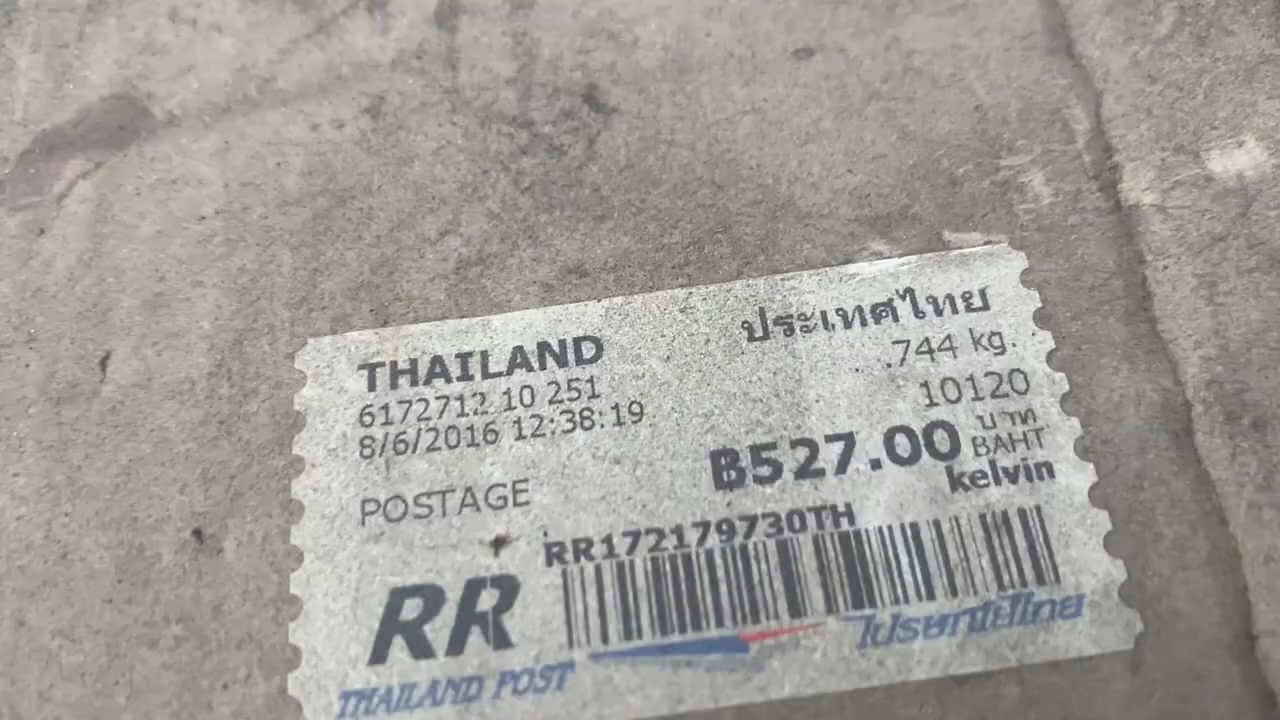 THAILAND ประเทศไทย
6172712 10 251 .744 kg.
8/6/2016 12:38:19 10120
POSTAGE ฿527.00 บาท BAHT
kelvin
RR172179730TH
RR
THAILAND POST ไปรษณีย์ไทย